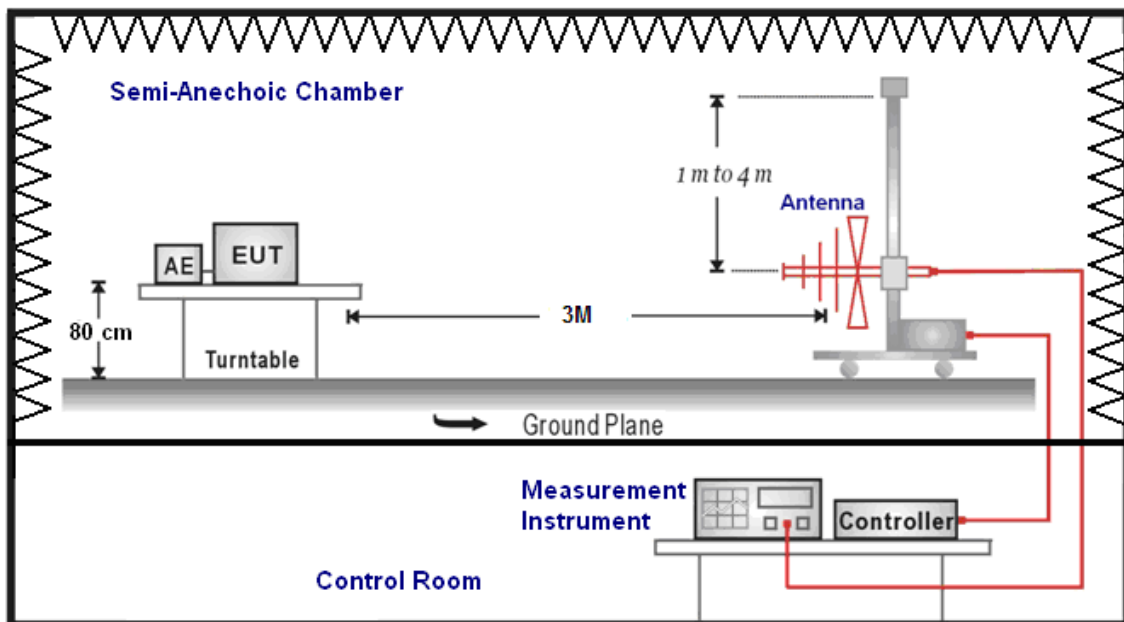 Semi-Anechoic Chamber
1 m to 4 m
Antenna
AE
EUT
80 cm
3M
Turntable
Ground Plane
Measurement
Instrument
Controller
Control Room